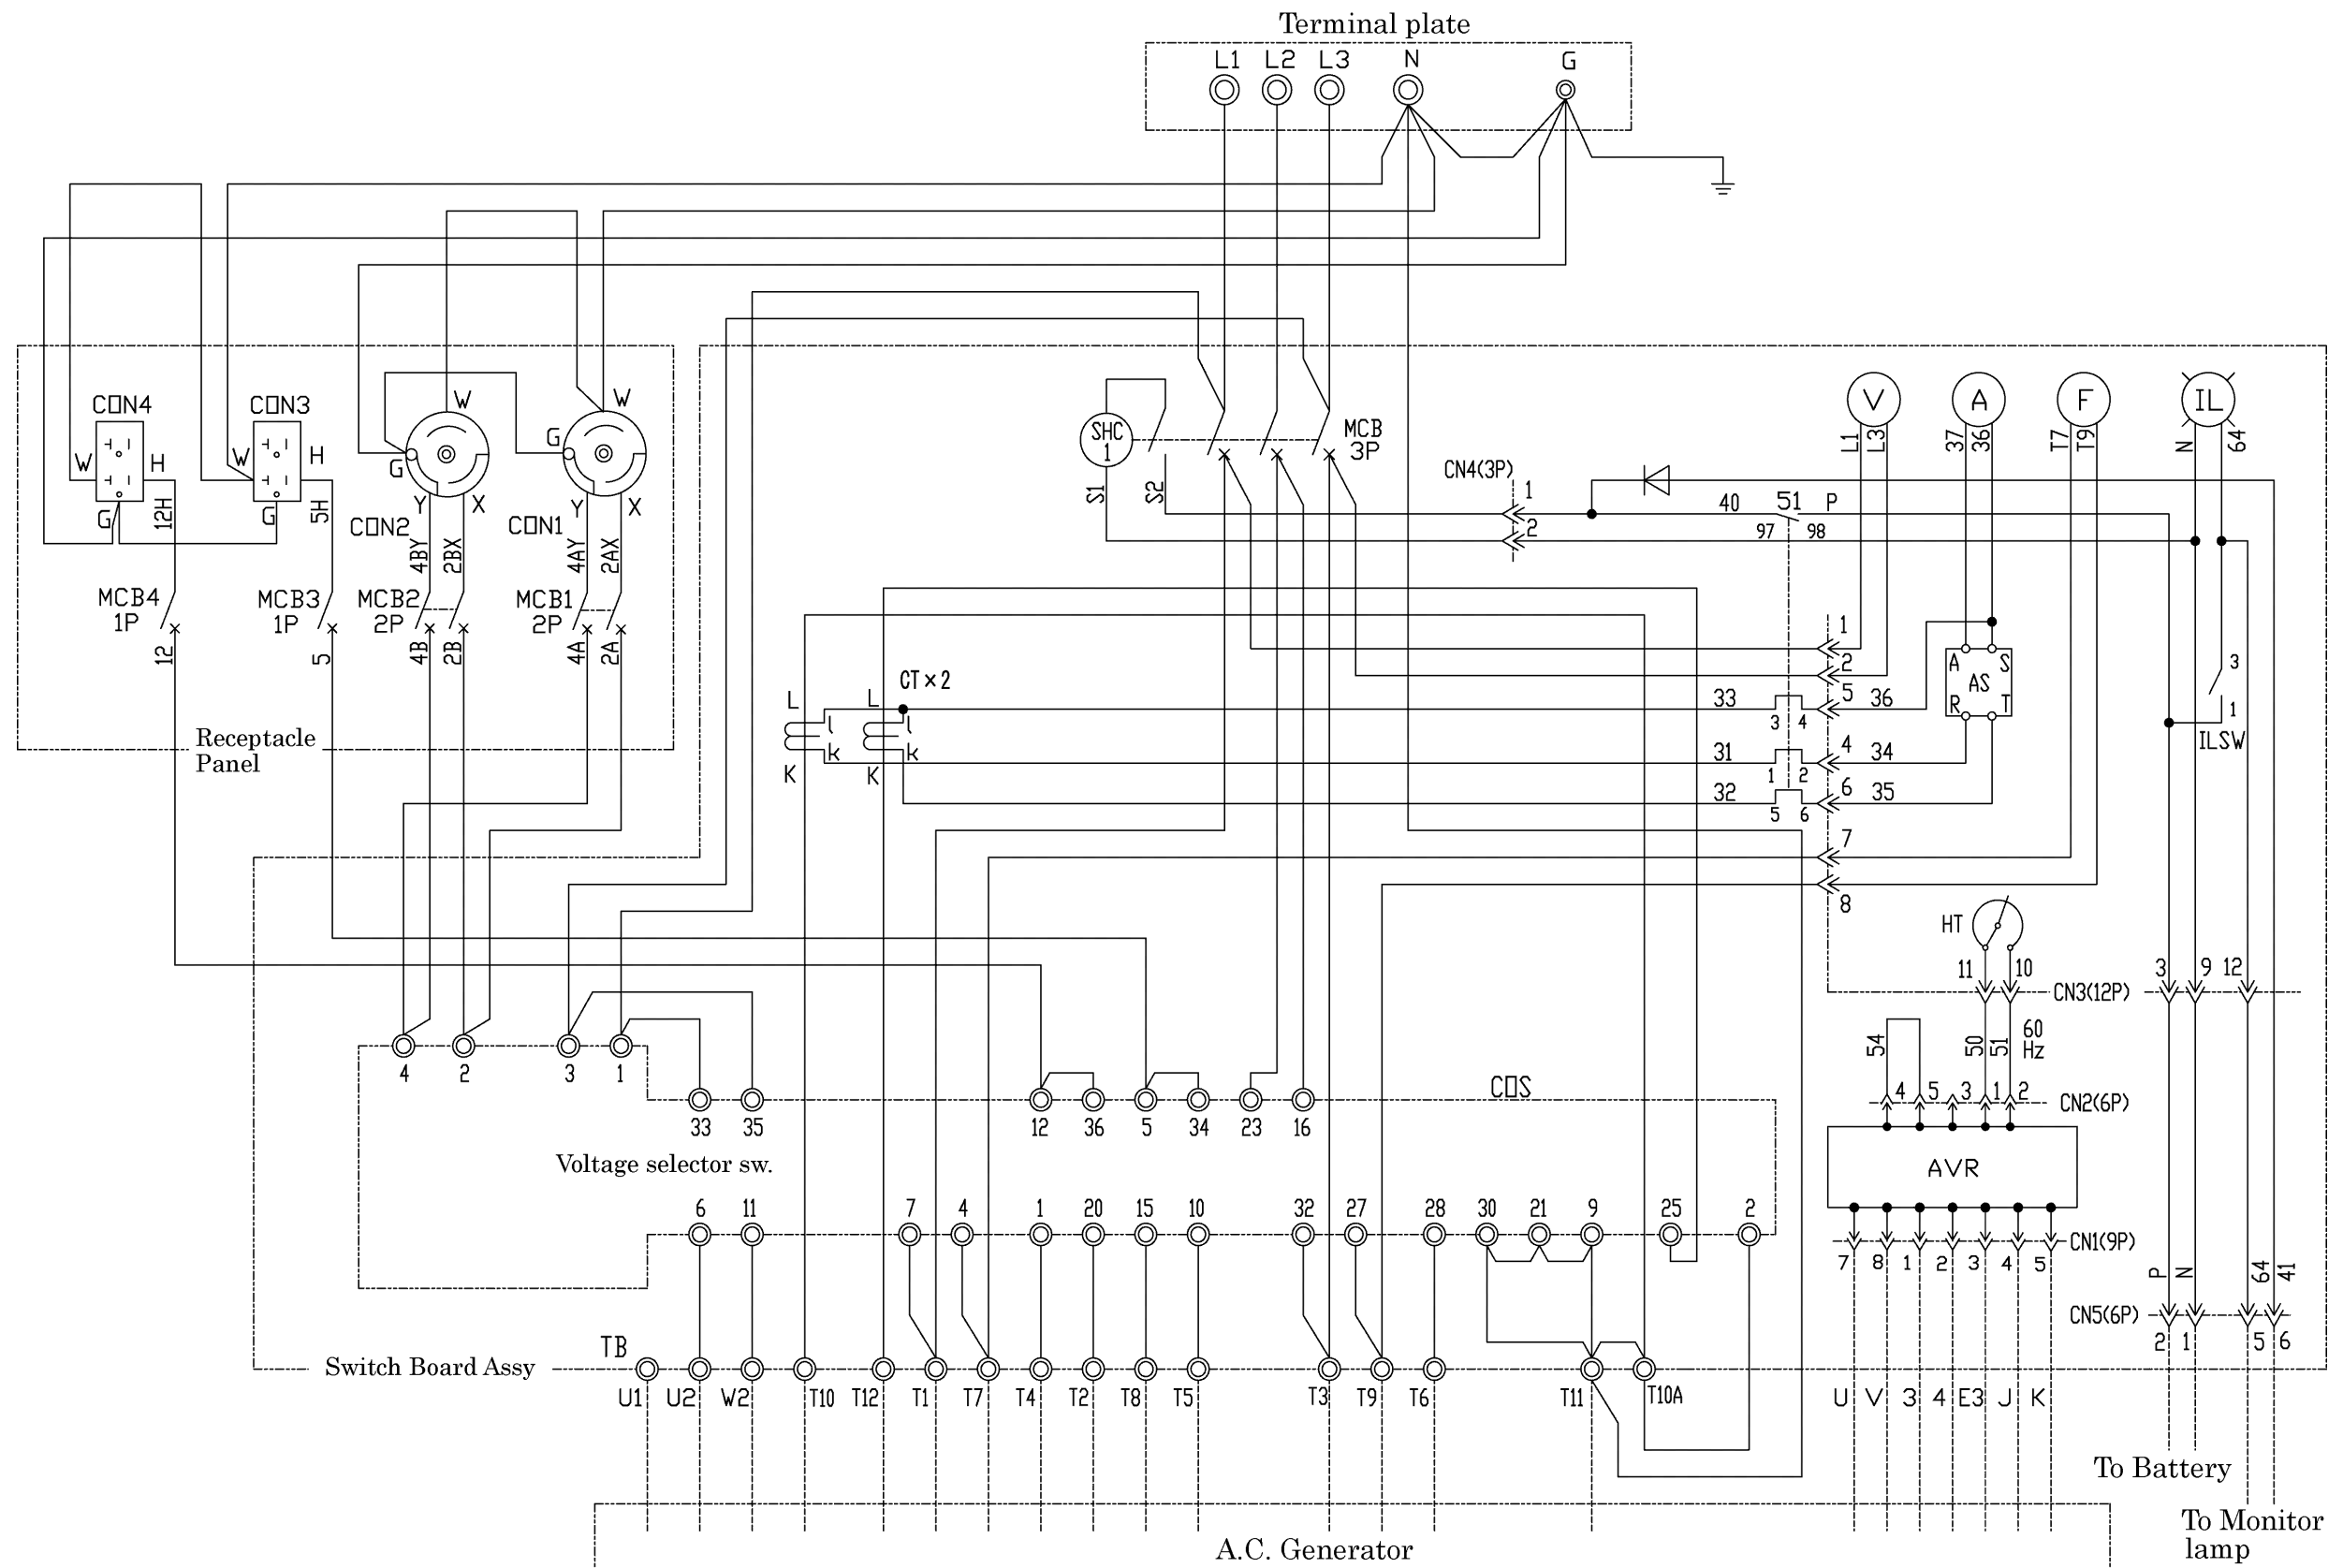 Terminal plate
L1 L2 L3 N G
CON4 CON3 W W
W H W H G G
G 12H G 5H Y X Y X
CON2 CON1
4BY 2BX 4AY 2AX
MCB4 1P
MCB3 1P
MCB2 2P
MCB1 2P
12 5 4B 2B 4A 2A
Receptacle
Panel
SHC
1
S1 S2
MCB
3P
CN4(3P)
1
2
40 51 P
97 98
V A F IL
L1 L3 37 36 T7 T9 N 64
CT×2
L L
l l
k k
K K
33 3 4 5 36
31 1 2 4 34
32 5 6 6 35
1
2
7
8
A S
AS
R T
3
1
ILSW
HT
11 10
CN3(12P)
3 9 12
54 50 51 60
Hz
4 5 3 1 2
CN2(6P)
AVR
CN1(9P)
7 8 1 2 3 4 5
P N 64 41
CN5(6P)
2 1 5 6
4 2 3 1
COS
33 35 12 36 5 34 23 16
Voltage selector sw.
6 11 7 4 1 20 15 10 32 27 28 30 21 9 25 2
TB
Switch Board Assy
U1 U2 W2 T10 T12 T1 T7 T4 T2 T8 T5 T3 T9 T6 T11 T10A
U V 3 4 E3 J K
To Battery
To Monitor
lamp
A.C. Generator